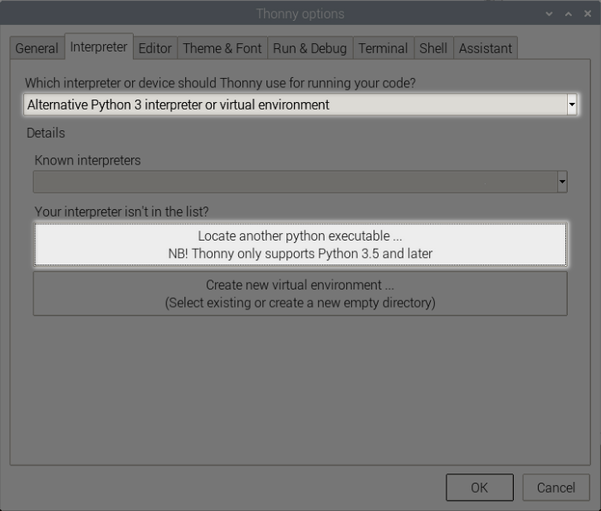 Thonny options
General Interpreter Editor Theme & Font Run & Debug Terminal Shell Assistant
Which interpreter or device should Thonny use for running your code?
Alternative Python 3 interpreter or virtual environment
Details
Known interpreters
Your interpreter isn't in the list?
Locate another python executable ...
NB! Thonny only supports Python 3.5 and later
Create new virtual environment ...
(Select existing or create a new empty directory)
OK Cancel